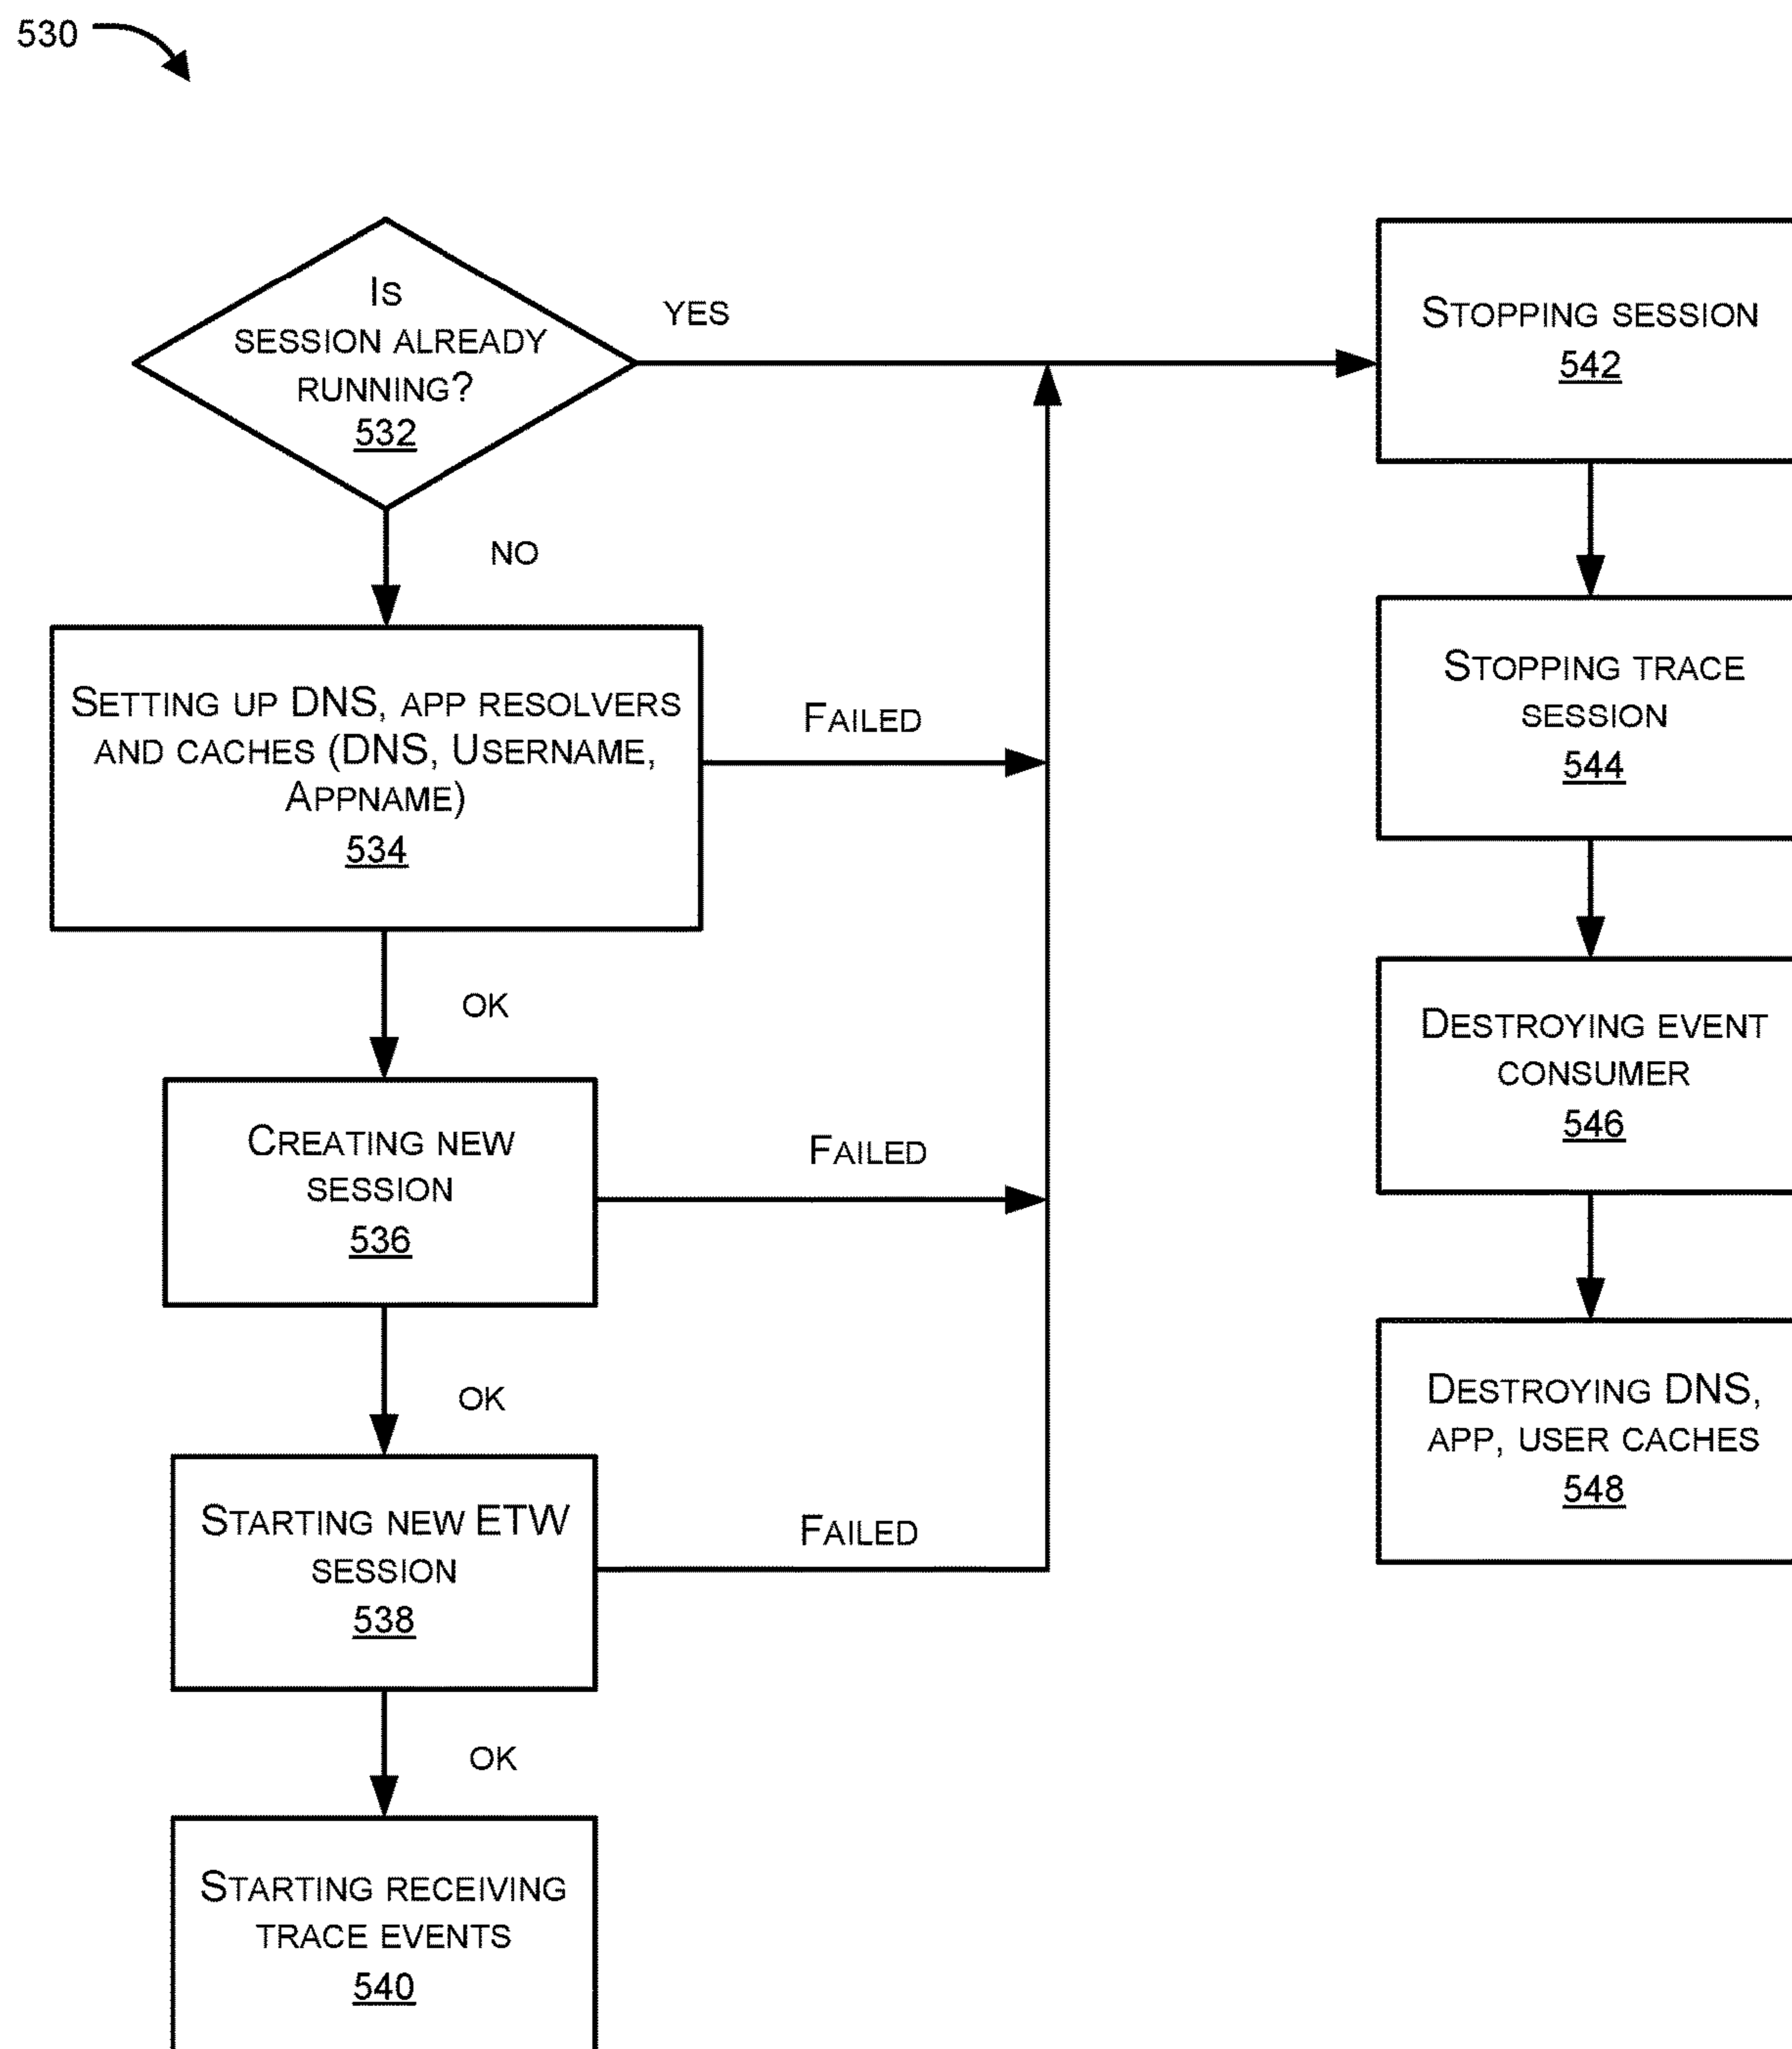 530
Is
session already
running?
532
YES
NO
Setting up DNS, app resolvers
and caches (DNS, Username,
Appname)
534
Failed
OK
Creating new
session
536
Failed
OK
Starting new ETW
session
538
Failed
OK
Starting receiving
trace events
540
Stopping session
542
Stopping trace
session
544
Destroying event
consumer
546
Destroying DNS,
app, user caches
548